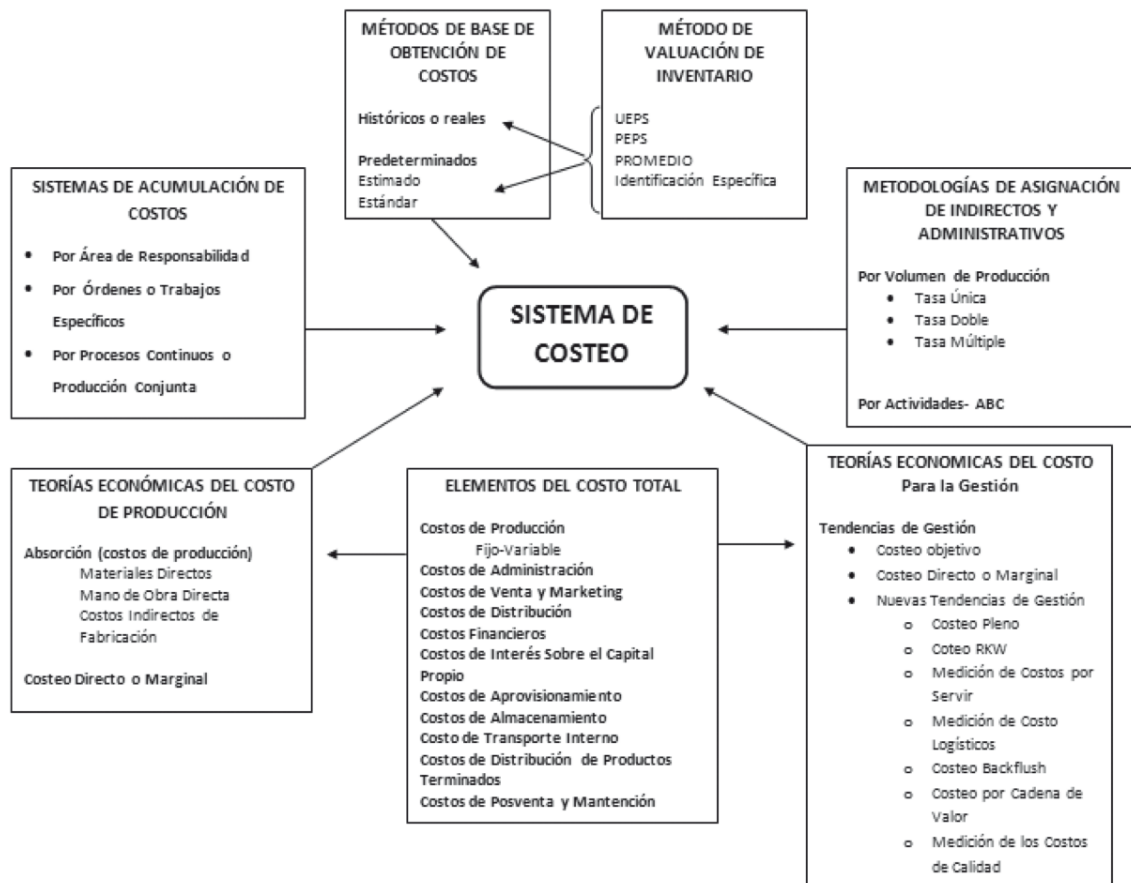 MÉTODOS DE BASE DE
OBTENCIÓN DE
COSTOS
Históricos o reales
Predeterminados
Estimado
Estándar
MÉTODO DE
VALUACIÓN DE
INVENTARIO
UEPS
PEPS
PROMEDIO
Identificación Específica
SISTEMAS DE ACUMULACIÓN DE
COSTOS
• Por Área de Responsabilidad
• Por Órdenes o Trabajos
Específicos
• Por Procesos Continuos o
Producción Conjunta
SISTEMA DE
COSTEO
METODOLOGÍAS DE ASIGNACIÓN
DE INDIRECTOS Y
ADMINISTRATIVOS
Por Volumen de Producción
• Tasa Única
• Tasa Doble
• Tasa Múltiple
Por Actividades- ABC
TEORÍAS ECONÓMICAS DEL COSTO
DE PRODUCCIÓN
Absorción (costos de producción)
Materiales Directos
Mano de Obra Directa
Costos Indirectos de
Fabricación
Costeo Directo o Marginal
ELEMENTOS DEL COSTO TOTAL
Costos de Producción
Fijo-Variable
Costos de Administración
Costos de Venta y Marketing
Costos de Distribución
Costos Financieros
Costos de Interés Sobre el Capital
Propio
Costos de Aprovisionamiento
Costos de Almacenamiento
Costo de Transporte Interno
Costos de Distribución de Productos
Terminados
Costos de Posventa y Mantención
TEORÍAS ECONOMICAS DEL COSTO
Para la Gestión
Tendencias de Gestión
• Costeo objetivo
• Costeo Directo o Marginal
• Nuevas Tendencias de Gestión
o Costeo Pleno
o Coteo RKW
o Medición de Costos por
Servir
o Medición de Costo
Logísticos
o Costeo Backflush
o Costeo por Cadena de
Valor
o Medición de los Costos
de Calidad